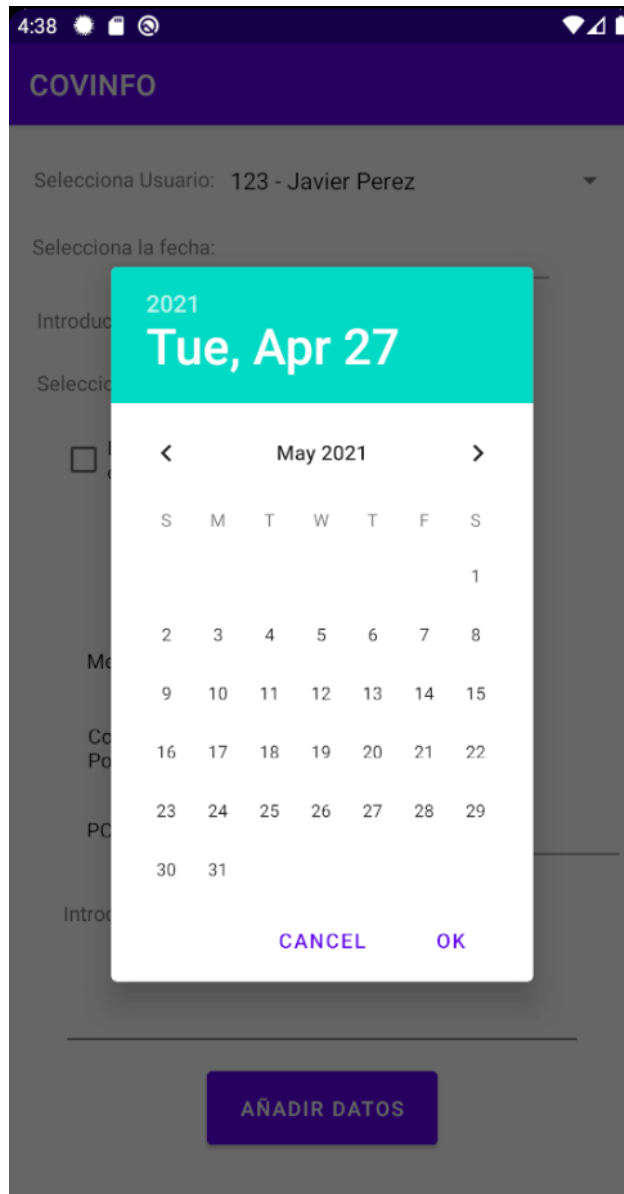 4:38
COVINFO
Selecciona Usuario: 123 - Javier Perez
Selecciona la fecha:
2021
Tue, Apr 27
May 2021
S M T W T F S
1
2 3 4 5 6 7 8
9 10 11 12 13 14 15
16 17 18 19 20 21 22
23 24 25 26 27 28 29
30 31
CANCEL OK
AÑADIR DATOS